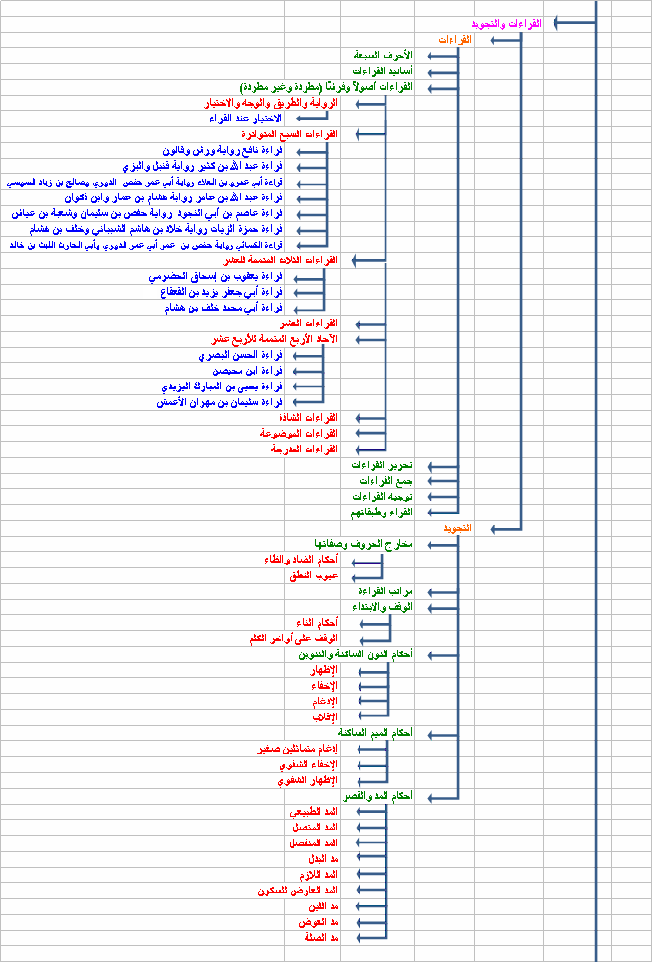 القراءات والتجويد
القراءات
الأحرف السبعة
أسانيد القراءات
القراءات أصولاً وفرشًا (مطردة وغير مطردة)
الرواية والطريق والوجه والاختيار
الاختيار عند القراء
القراءات السبع المتواترة
قراءة نافع رواية ورش وقالون
قراءة عبد الله بن كثير رواية قنبل والبزي
قراءة أبي عمرو بن العلاء رواية أبي عمر حفص الدوري وصالح بن زياد السوسي
قراءة عبد الله بن عامر رواية هشام بن عمار وابن ذكوان
قراءة عاصم بن أبي النجود رواية حفص بن سليمان وشعبة بن عياش
قراءة حمزة الزيات رواية خلاد بن هاشم الشيباني وخلف بن هشام
قراءة الكسائي رواية حفص بن عمر أبي عمر الدوري وأبي الحارث الليث بن خالد
القراءات الثلاث المتممة للعشر
قراءة يعقوب بن إسحاق الحضرمي
قراءة أبي جعفر يزيد بن القعقاع
قراءة أبي محمد خلف بن هشام
القراءات العشر
الآحاد الأربع المتممة للأربع عشر
قراءة الحسن البصري
قراءة ابن محيصن
قراءة يحيى بن المبارك اليزيدي
قراءة سليمان بن مهران الأعمش
القراءات الشاذة
القراءات الموضوعة
القراءات المدرجة
تحرير القراءات
جمع القراءات
توجيه القراءات
القراء وطبقاتهم
التجويد
مخارج الحروف وصفاتها
أحكام الضاد والظاء
عيوب النطق
مراتب القراءة
الوقف والابتداء
أحكام التاء
الوقف على أواخر الكلم
أحكام النون الساكنة والتنوين
الإظهار
الإخفاء
الإدغام
الإقلاب
أحكام الميم الساكنة
إدغام متماثلين صغير
الإخفاء الشفوي
الإظهار الشفوي
أحكام المد والقصر
المد الطبيعي
المد المتصل
المد المنفصل
مد البدل
المد اللازم
المد العارض للسكون
مد اللين
مد العوض
مد الصلة